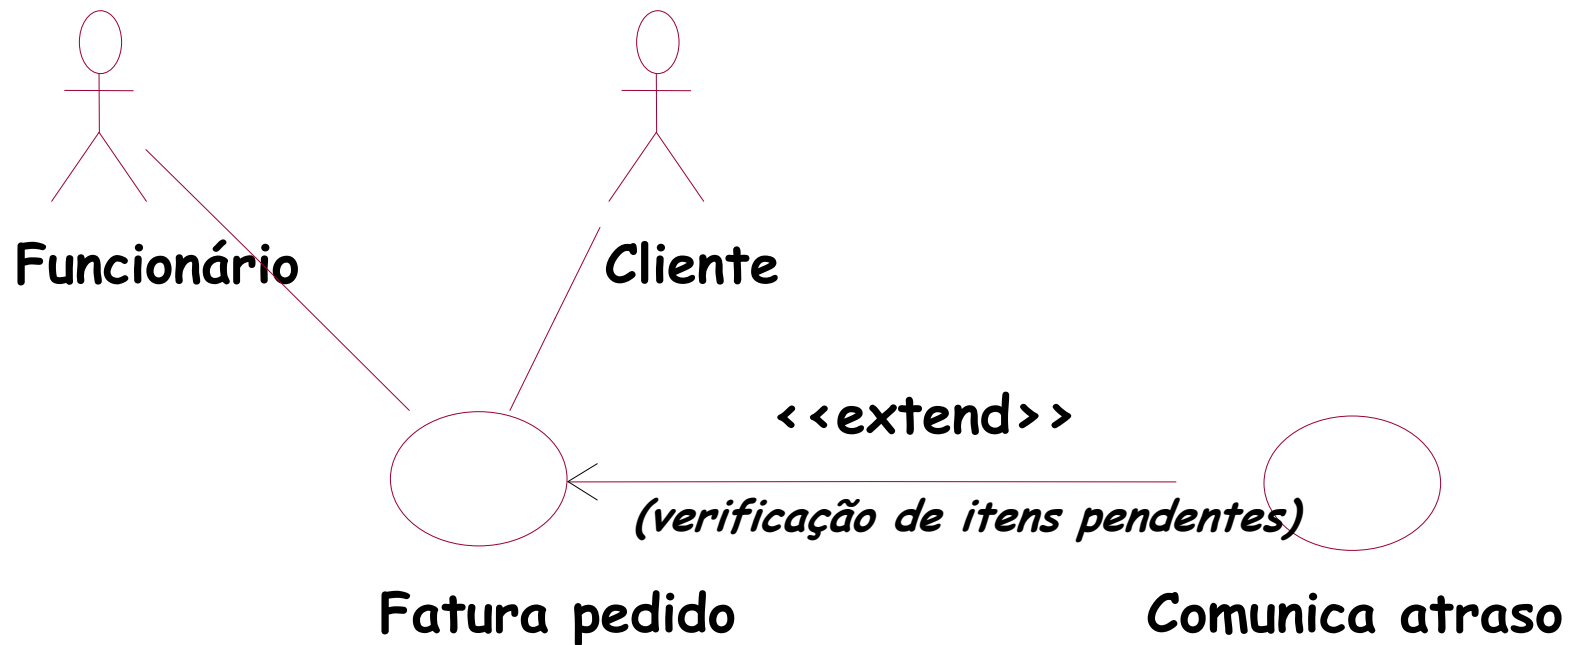 Funcionário
Cliente
<<extend>>
(verificação de itens pendentes)
Fatura pedido
Comunica atraso